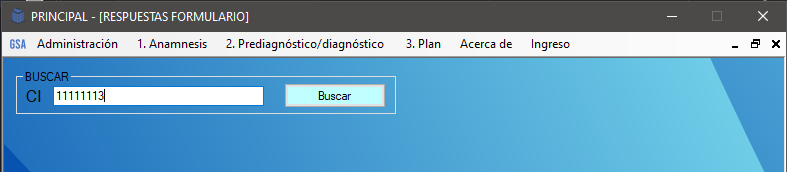 PRINCIPAL - [RESPUESTAS FORMULARIO]
GSA Administración 1. Anamnesis 2. Prediagnóstico/diagnóstico 3. Plan Acerca de Ingreso
BUSCAR
CI 11111113 Buscar